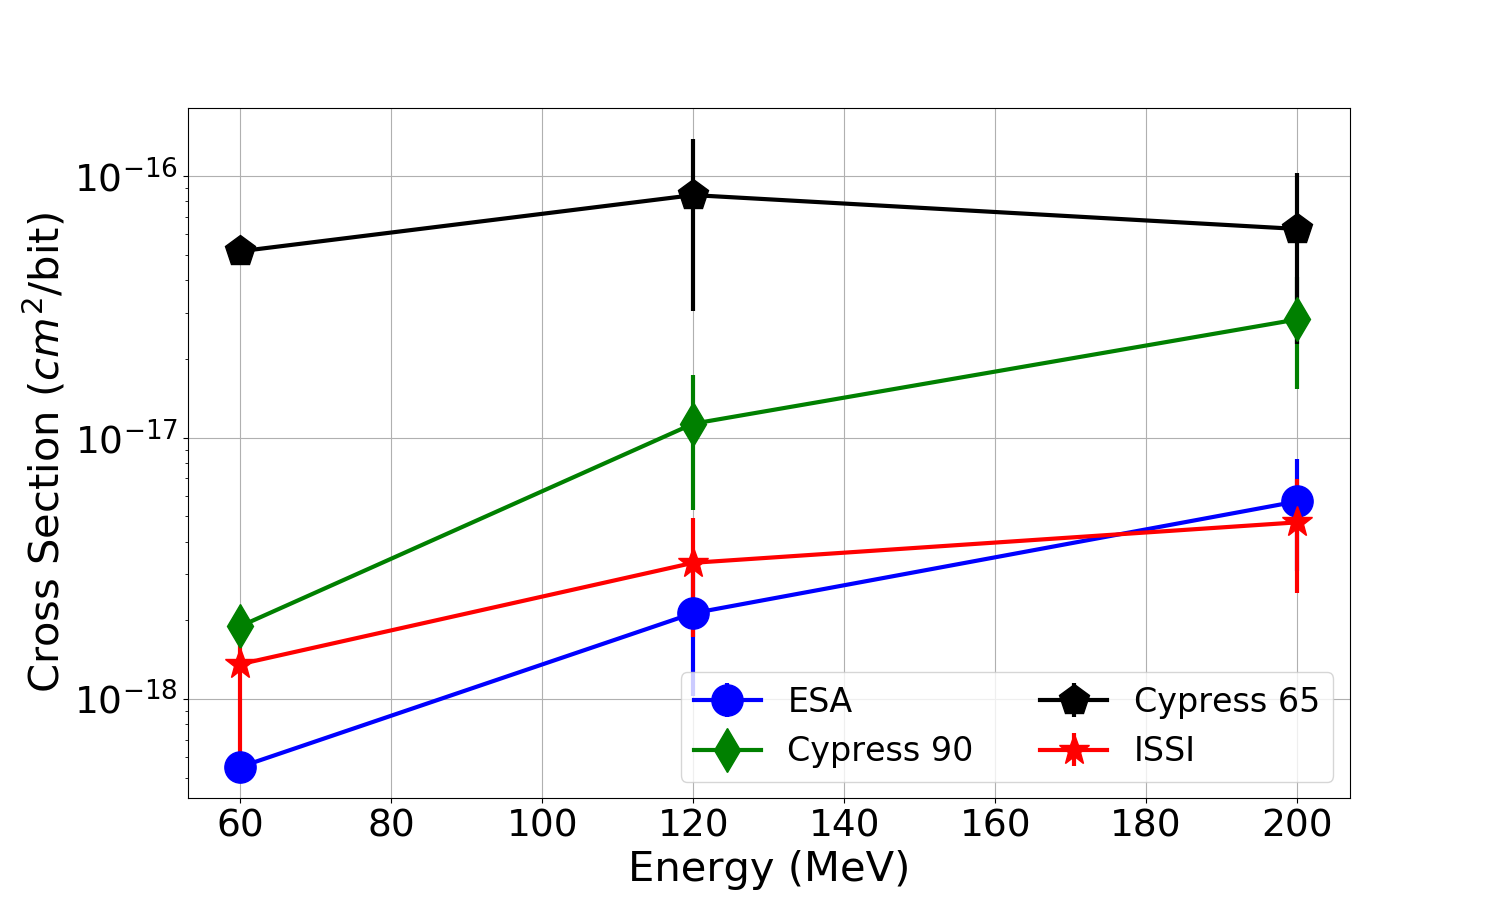 10⁻¹⁶
10⁻¹⁷
10⁻¹⁸
Cross Section (cm²/bit)
60 80 100 120 140 160 180 200
Energy (MeV)
ESA
Cypress 90
Cypress 65
ISSI